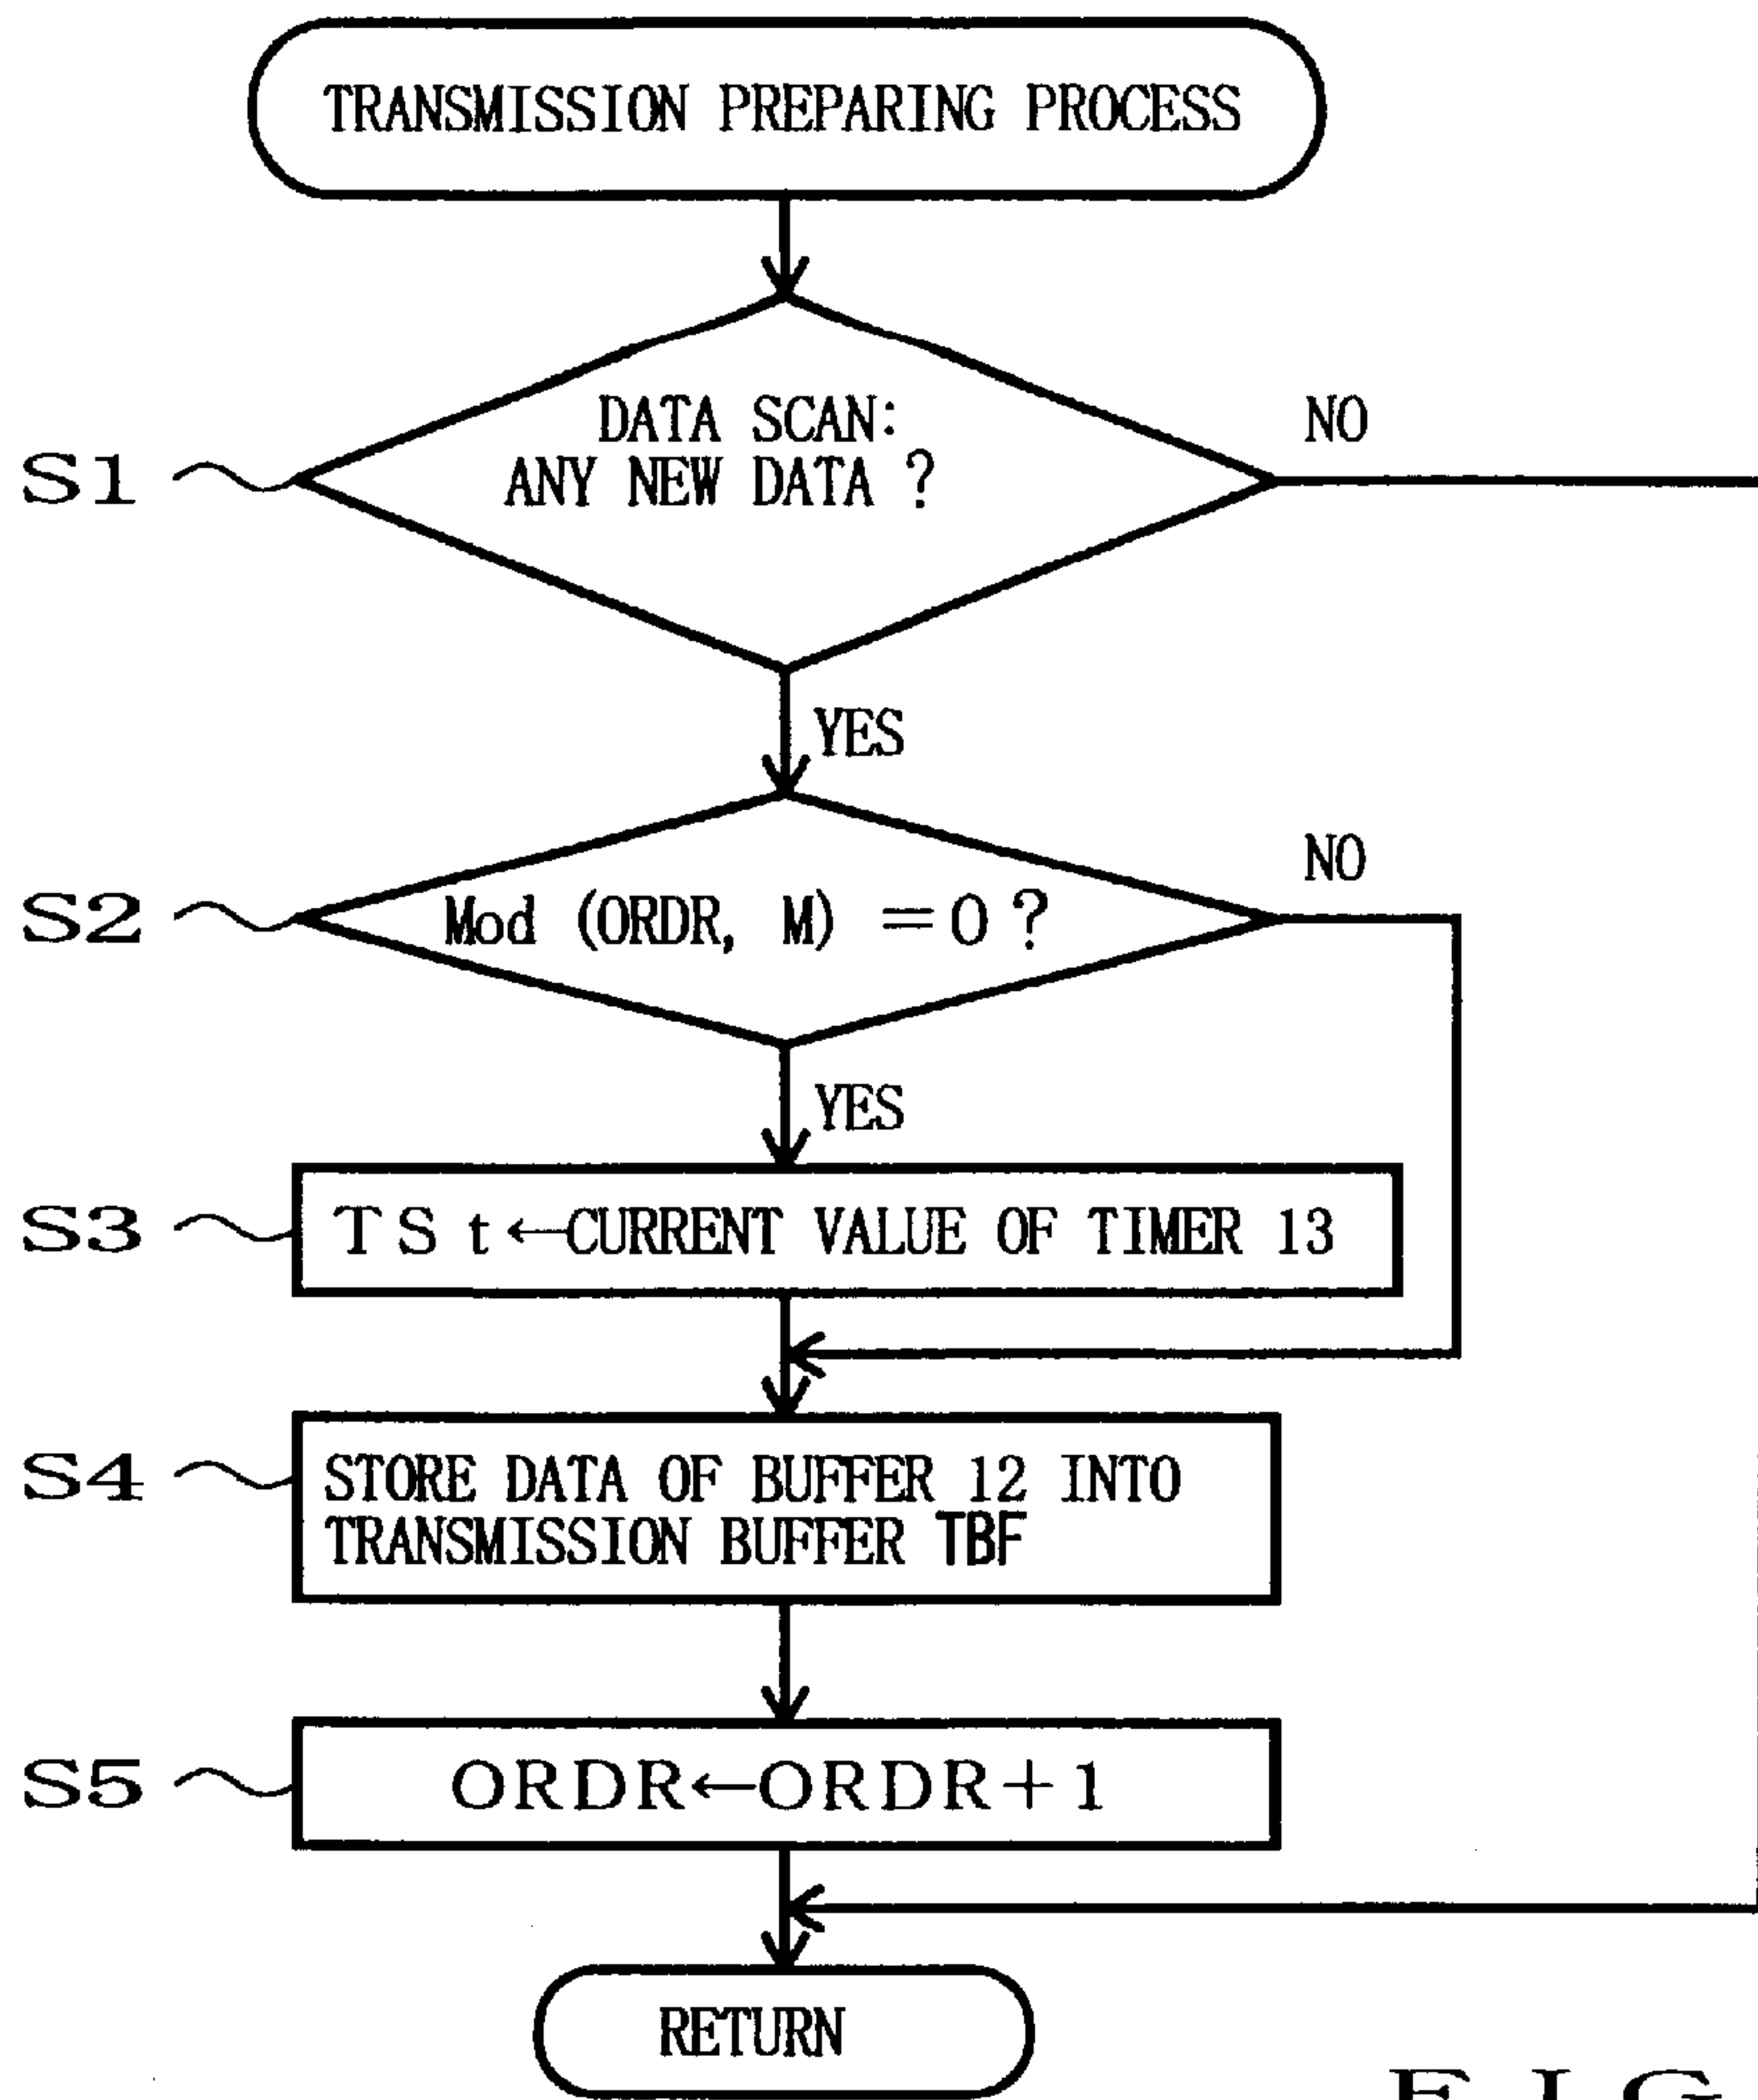 TRANSMISSION PREPARING PROCESS
DATA SCAN:
ANY NEW DATA ?
NO
S1
YES
NO
S2
Mod (ORDR, M) =0?
YES
S3
TSt←CURRENT VALUE OF TIMER 13
S4
STORE DATA OF BUFFER 12 INTO
TRANSMISSION BUFFER TBF
S5
ORDR←ORDR+1
RETURN
FIG